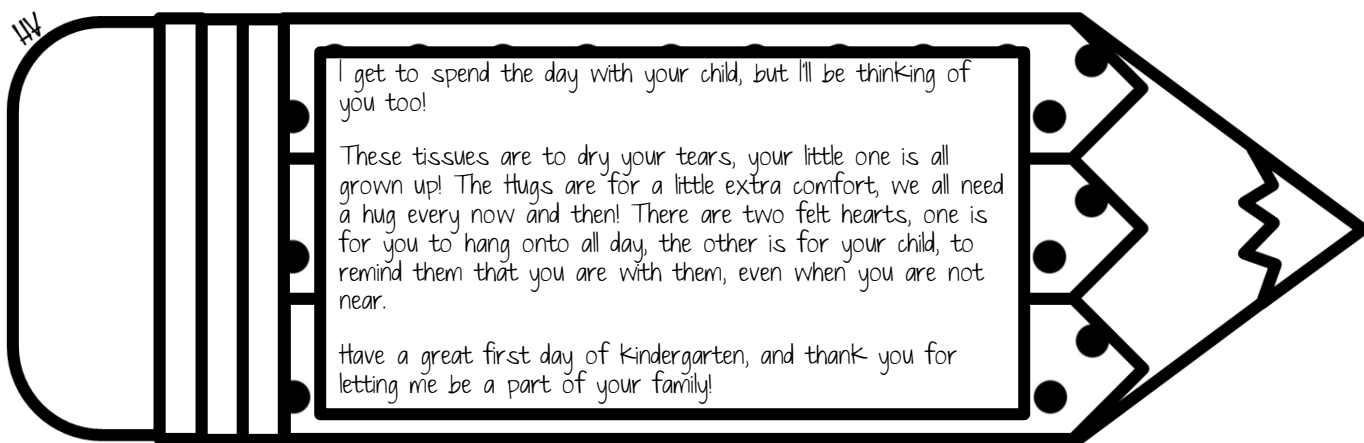 HV
I get to spend the day with your child, but I'll be thinking of
you too!
These tissues are to dry your tears, your little one is all
grown up! The Hugs are for a little extra comfort, we all need
a hug every now and then! There are two felt hearts, one is
for you to hang onto all day, the other is for your child, to
remind them that you are with them, even when you are not
near.
Have a great first day of Kindergarten, and thank you for
letting me be a part of your family!